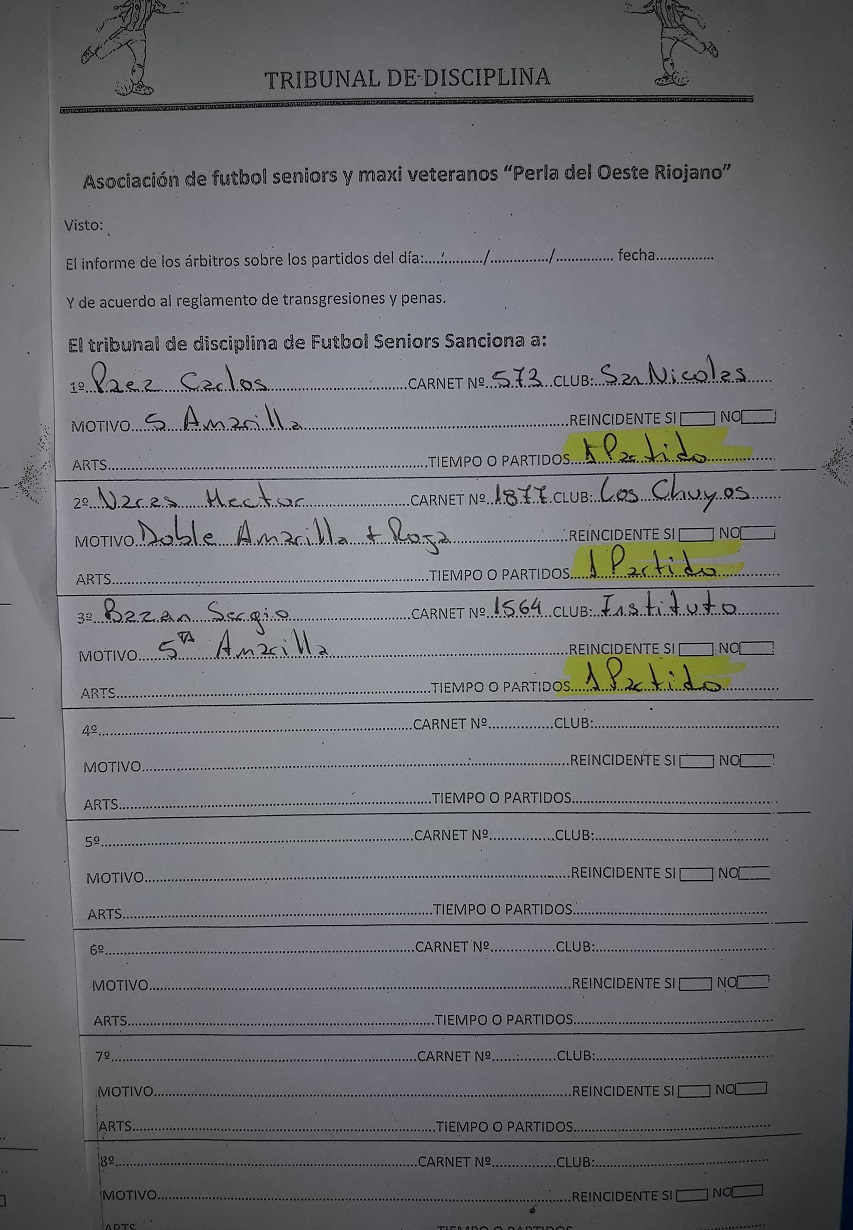 TRIBUNAL DE DISCIPLINA
Asociación de futbol seniors y maxi veteranos “Perla del Oeste Riojano”
Visto:
El informe de los árbitros sobre los partidos del día:............/............../.............. fecha..............
Y de acuerdo al reglamento de transgresiones y penas.
El tribunal de disciplina de Futbol Seniors Sanciona a:
1º Paez Carlos CARNET Nº 573 CLUB: San Nicolas
MOTIVO 5 Amarilla REINCIDENTE SI NO
ARTS TIEMPO O PARTIDOS 1 Partido
2º Hector CARNET Nº 1877 CLUB: Los Chuyos
MOTIVO Doble Amarilla + Roja REINCIDENTE SI NO
ARTS TIEMPO O PARTIDOS 1 Partido
3º Bazan Sergio CARNET Nº 1564 CLUB: Instituto
MOTIVO 5TA Amarilla REINCIDENTE SI NO
ARTS TIEMPO O PARTIDOS 1 Partido
4º CARNET Nº CLUB:
MOTIVO REINCIDENTE SI NO
ARTS TIEMPO O PARTIDOS
5º CARNET Nº CLUB:
MOTIVO REINCIDENTE SI NO
ARTS TIEMPO O PARTIDOS
6º CARNET Nº CLUB:
MOTIVO REINCIDENTE SI NO
ARTS TIEMPO O PARTIDOS
7º CARNET Nº CLUB:
MOTIVO REINCIDENTE SI NO
ARTS TIEMPO O PARTIDOS
8º CARNET Nº CLUB:
MOTIVO REINCIDENTE SI NO
ARTS TIEMPO O PARTIDOS